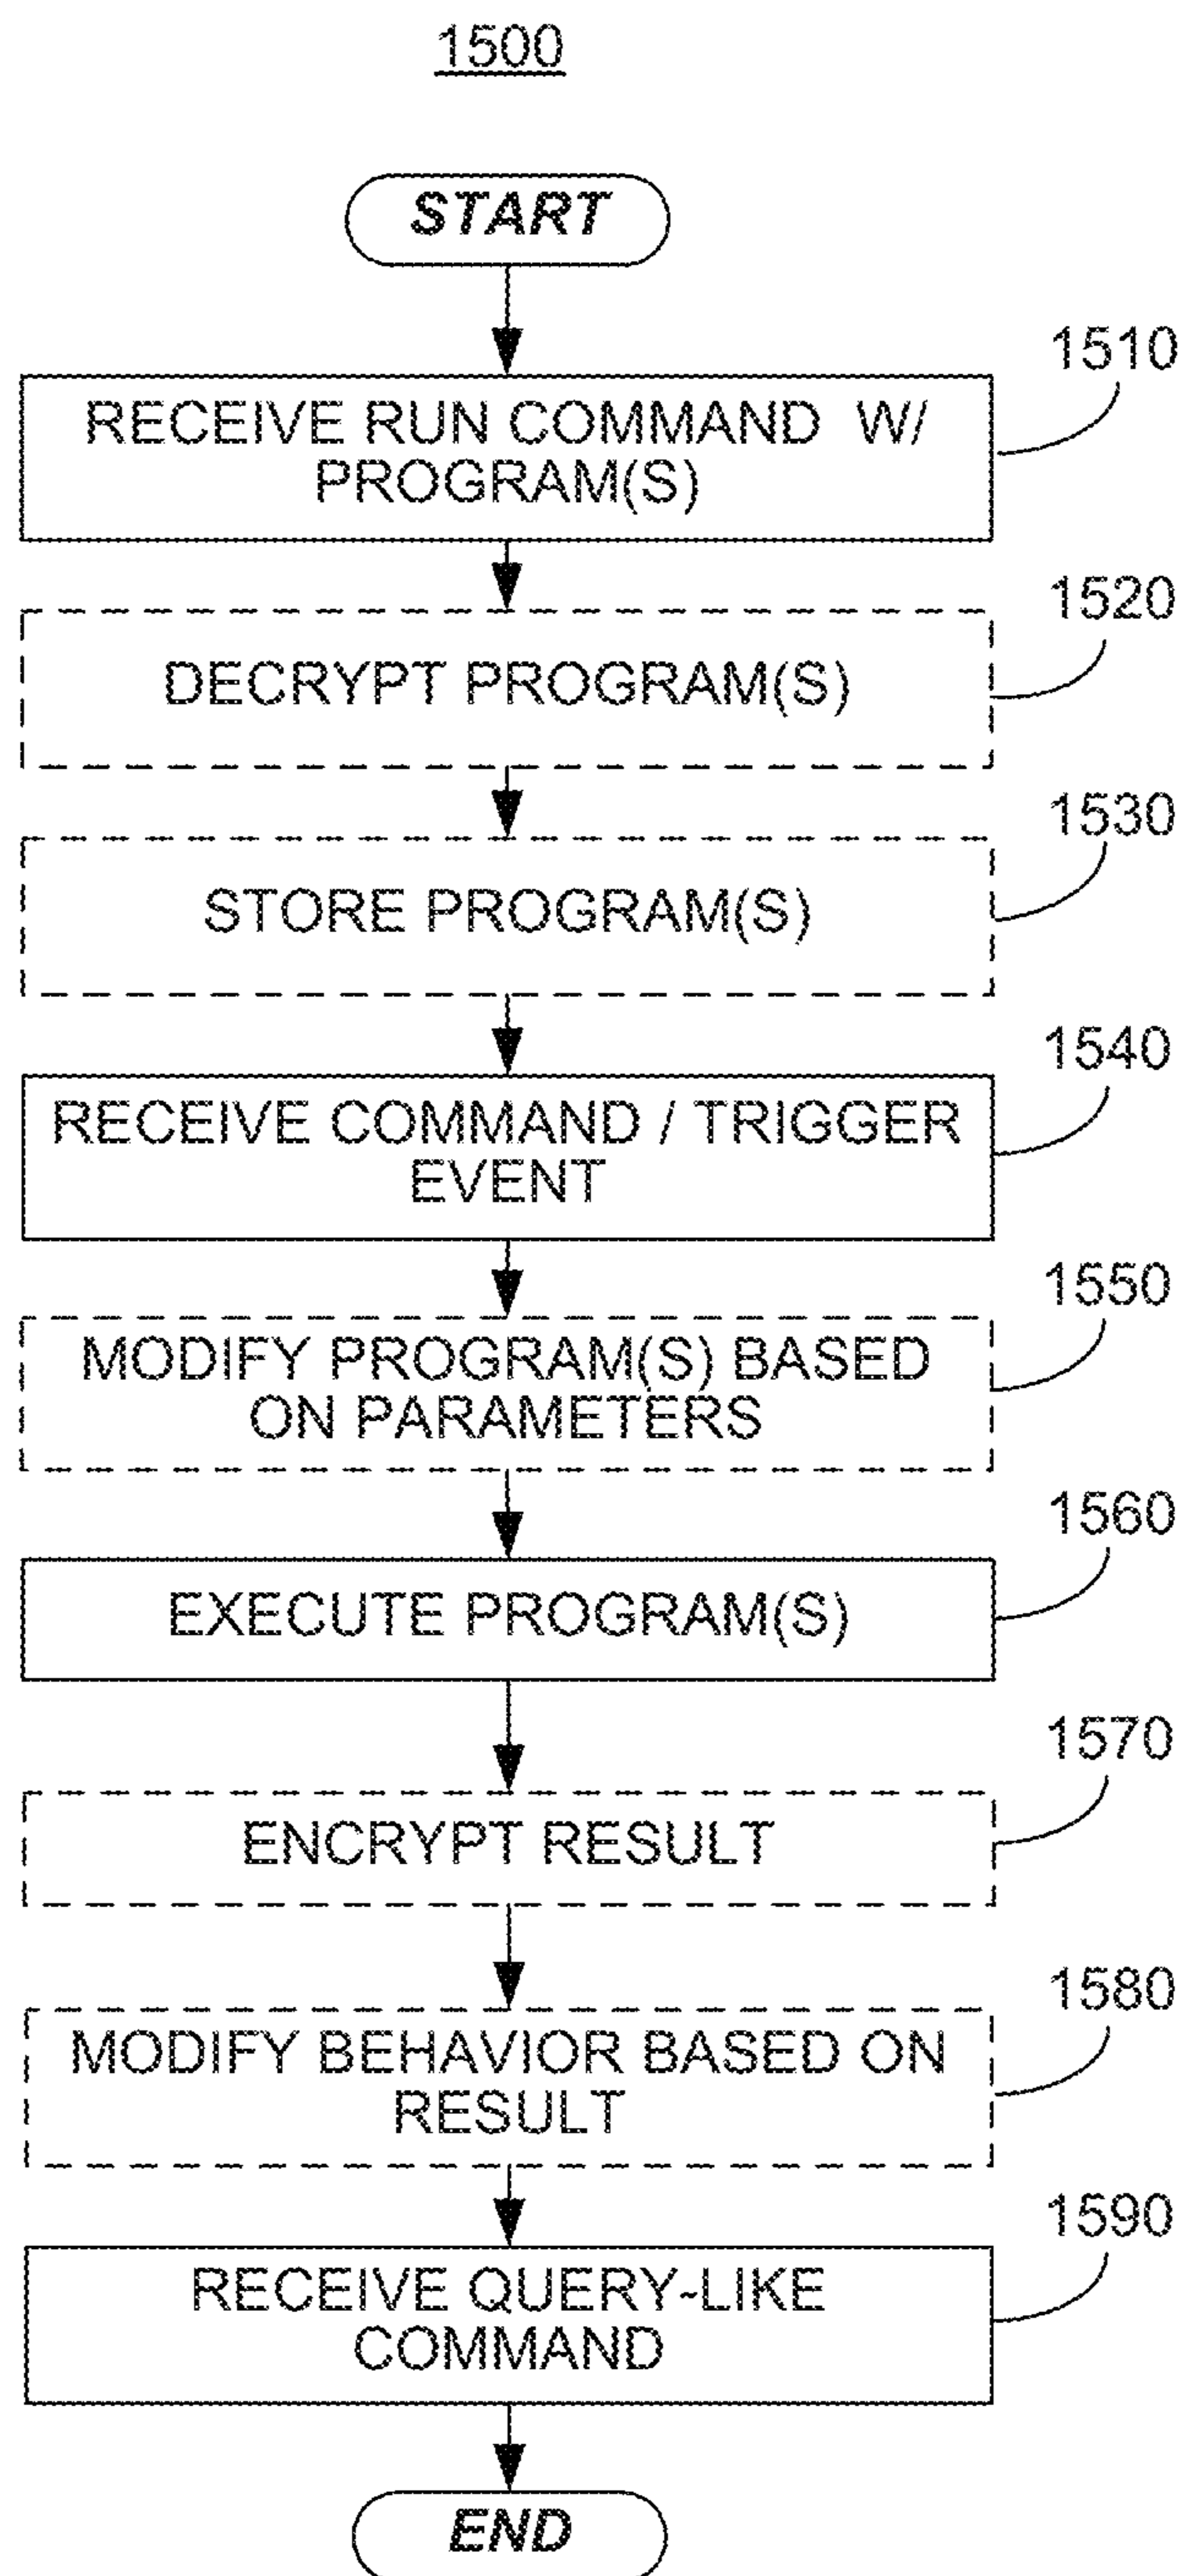 1500
START
1510
RECEIVE RUN COMMAND W/
PROGRAM(S)
1520
DECRYPT PROGRAM(S)
1530
STORE PROGRAM(S)
1540
RECEIVE COMMAND / TRIGGER
EVENT
1550
MODIFY PROGRAM(S) BASED
ON PARAMETERS
1560
EXECUTE PROGRAM(S)
1570
ENCRYPT RESULT
1580
MODIFY BEHAVIOR BASED ON
RESULT
1590
RECEIVE QUERY-LIKE
COMMAND
END